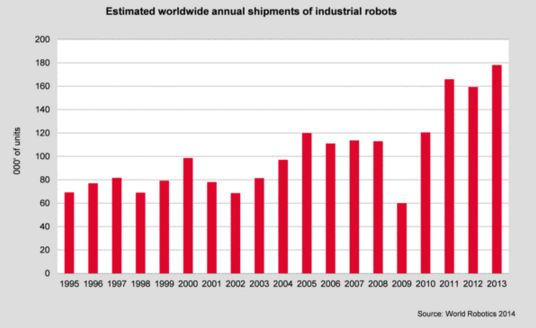 Estimated worldwide annual shipments of industrial robots
000' of units
200
180
160
140
120
100
80
60
40
20
0
1995 1996 1997 1998 1999 2000 2001 2002 2003 2004 2005 2006 2007 2008 2009 2010 2011 2012 2013
Source: World Robotics 2014